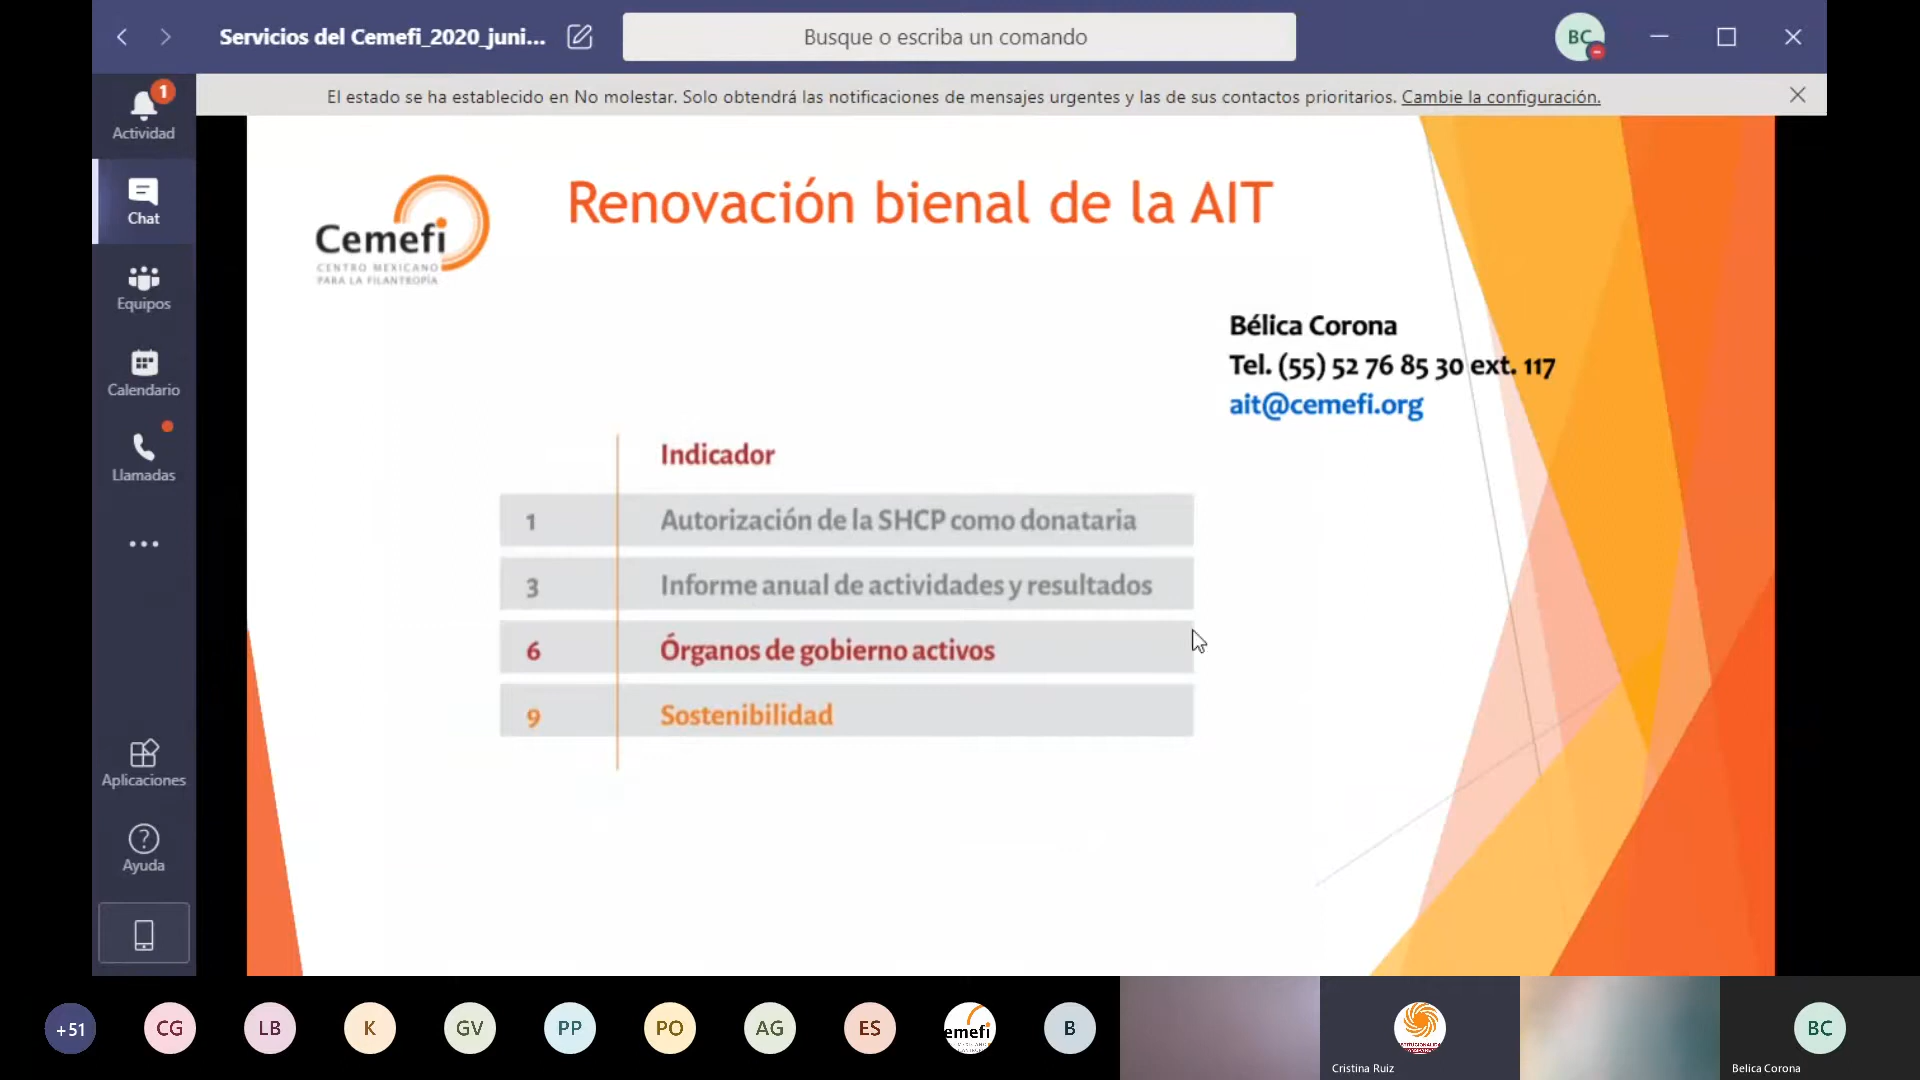 Servicios del Cemefi_2020_juni...
Busque o escriba un comando
BC
El estado se ha establecido en No molestar. Solo obtendrá las notificaciones de mensajes urgentes y las de sus contactos prioritarios. Cambie la configuración.
1
Actividad
Chat
Equipos
Calendario
Llamadas
Aplicaciones
Ayuda
Cemefi
CENTRO MEXICANO
PARA LA FILANTROPÍA
Renovación bienal de la AIT
Bélica Corona
Tel. (55) 52 76 85 30 ext. 117
ait@cemefi.org
Indicador
1 Autorización de la SHCP como donataria
3 Informe anual de actividades y resultados
6 Órganos de gobierno activos
9 Sostenibilidad
+51
CG
LB
K
GV
PP
PO
AG
ES
emefi
B
Cristina Ruiz
BC
Belica Corona